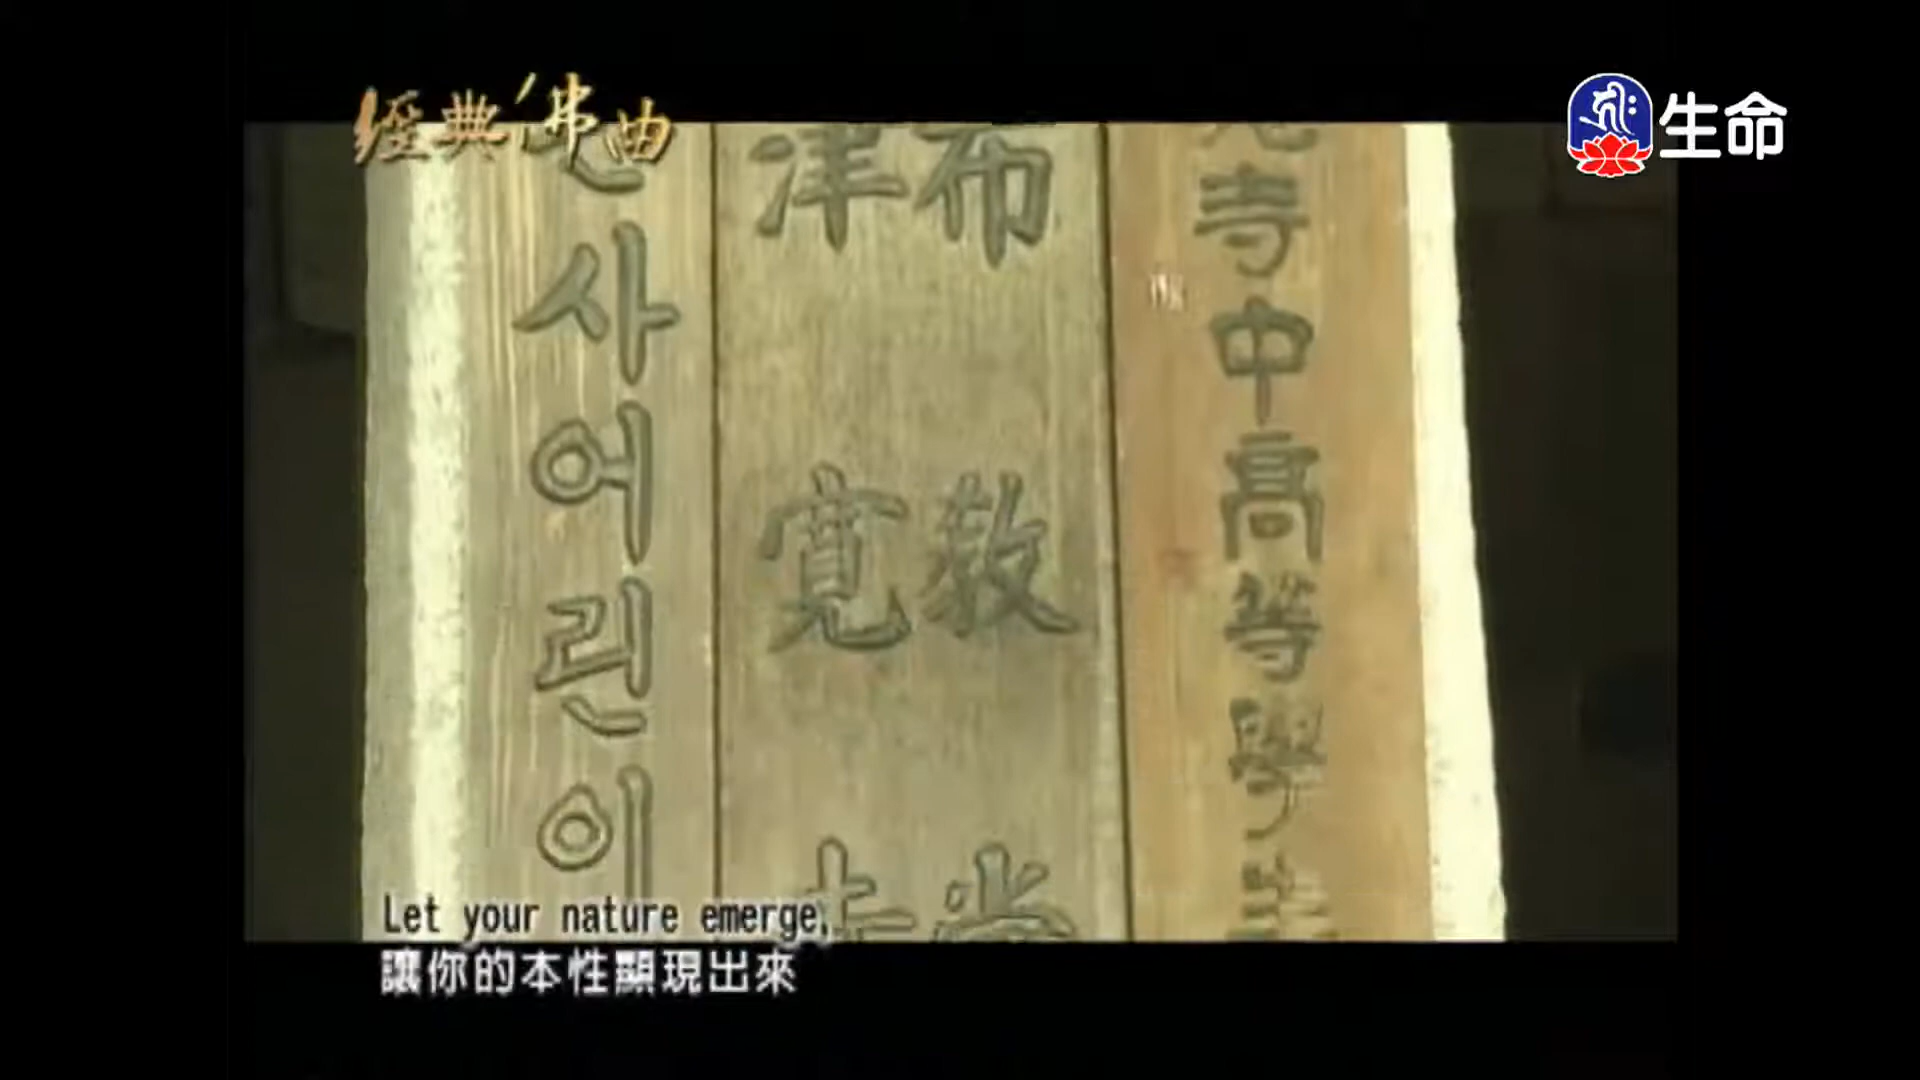 經典佛曲
生命
사어린이
津寬
布教
寺中高等學
Let your nature emerge,
讓你的本性顯現出來